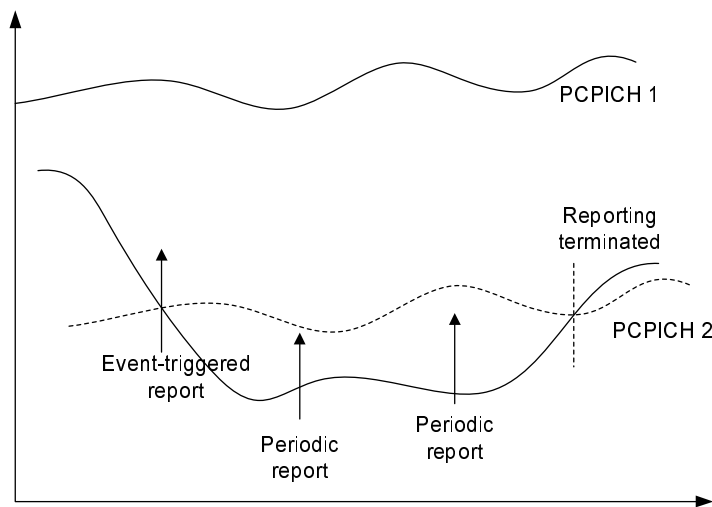 PCPICH 1
Reporting
terminated
PCPICH 2
Event-triggered
report
Periodic
report
Periodic
report